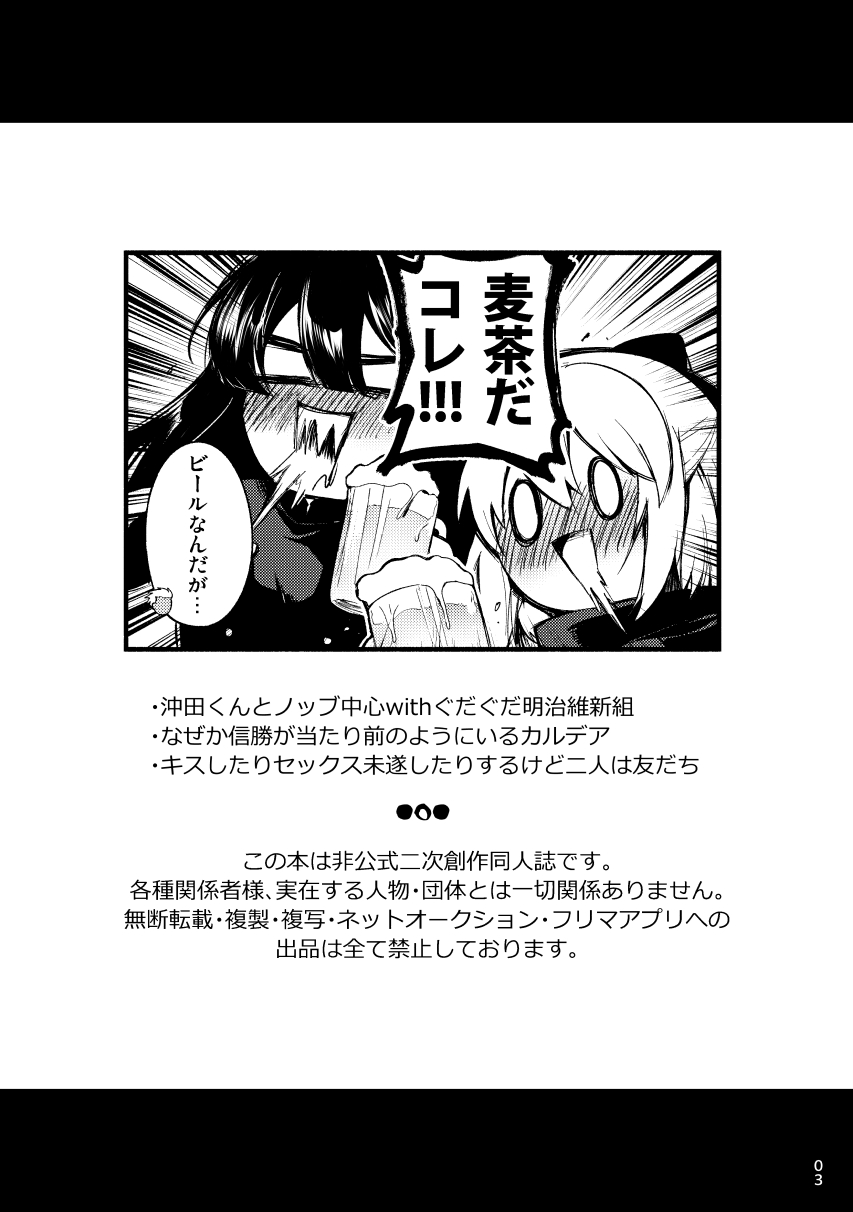 麦茶だ
コレ!!!
ビールなんだが…
・沖田くんとノッブ中心withぐだぐだ明治維新組
・なぜか信勝が当たり前のようにいるカルデア
・キスしたりセックス未遂したりするけど二人は友だち
この本は非公式二次創作同人誌です。
各種関係者様、実在する人物・団体とは一切関係ありません。
無断転載・複製・複写・ネットオークション・フリマアプリへの
出品は全て禁止しております。
03